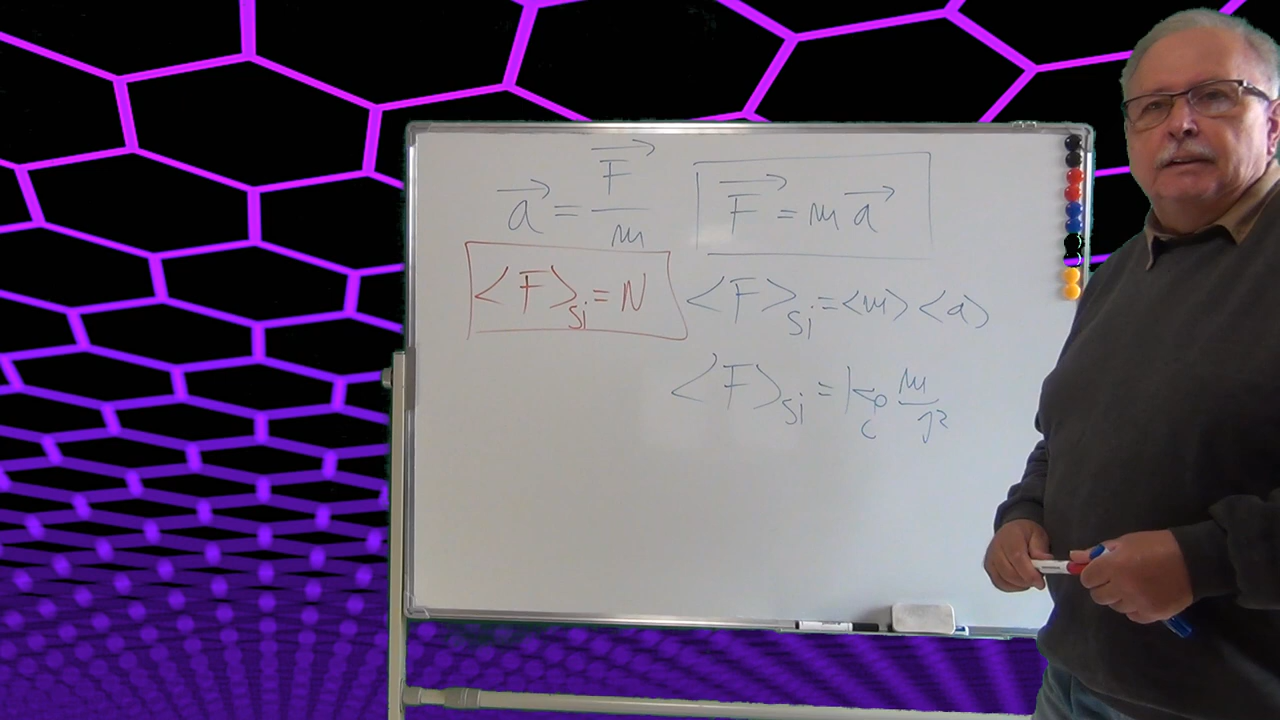 a⃗ = F⃗/m
F⃗ = m a⃗
<F>Si = N
<F>Si = <m> <a>
<F>Si = kg m/s²